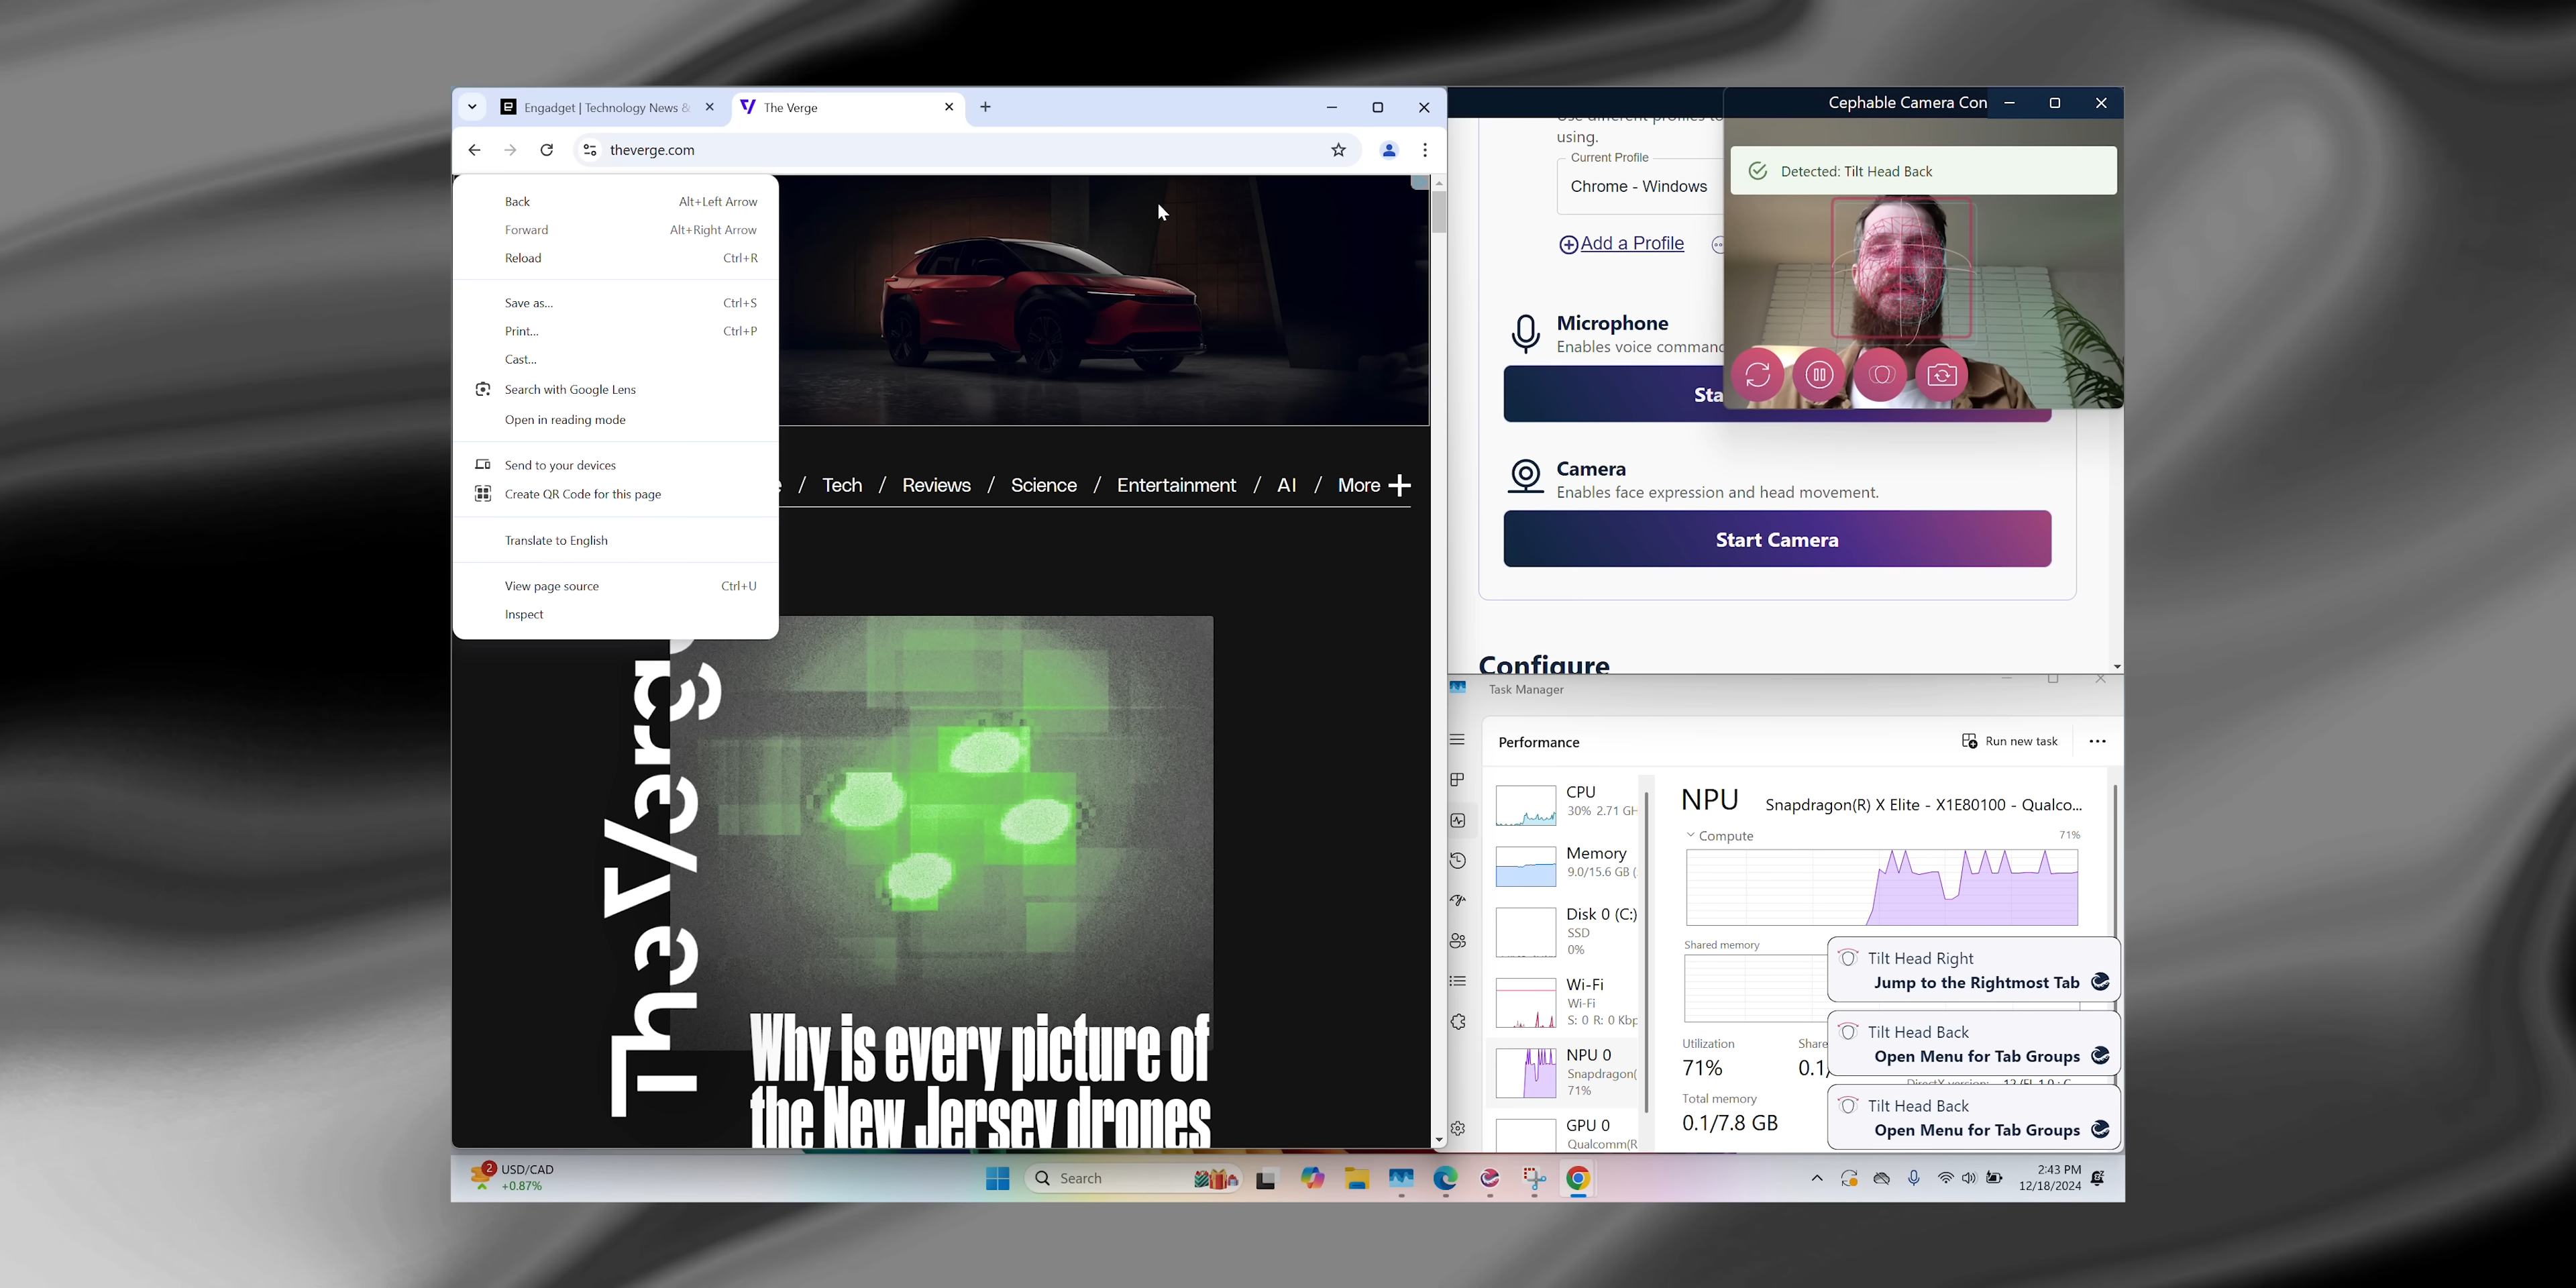 Engadget | Technology News &
The Verge
theverge.com
Back Alt+Left Arrow
Forward Alt+Right Arrow
Reload Ctrl+R
Save as... Ctrl+S
Print... Ctrl+P
Cast...
Search with Google Lens
Open in reading mode
Send to your devices
Create QR Code for this page
Translate to English
View page source Ctrl+U
Inspect
/ Tech / Reviews / Science / Entertainment / AI / More
The Verg
Why is every picture of
the New Jersey drones
Use different profiles to
using.
Current Profile
Chrome - Windows
Add a Profile
Microphone
Enables voice command
Sta
Camera
Enables face expression and head movement.
Start Camera
Configure
Cephable Camera Con
Detected: Tilt Head Back
Task Manager
Performance
Run new task
CPU
30% 2.71 GH
Memory
9.0/15.6 GB (
Disk 0 (C:)
SSD
0%
Wi-Fi
Wi-Fi
S: 0 R: 0 Kbp
NPU 0
Snapdragon(
71%
GPU 0
Qualcomm(R
NPU Snapdragon(R) X Elite - X1E80100 - Qualco...
Compute 71%
Shared memory
Utilization
71%
Share
0.1/
Total memory
0.1/7.8 GB
Tilt Head Right
Jump to the Rightmost Tab
Tilt Head Back
Open Menu for Tab Groups
Tilt Head Back
Open Menu for Tab Groups
2
USD/CAD
+0.87%
Search
2:43 PM
12/18/2024